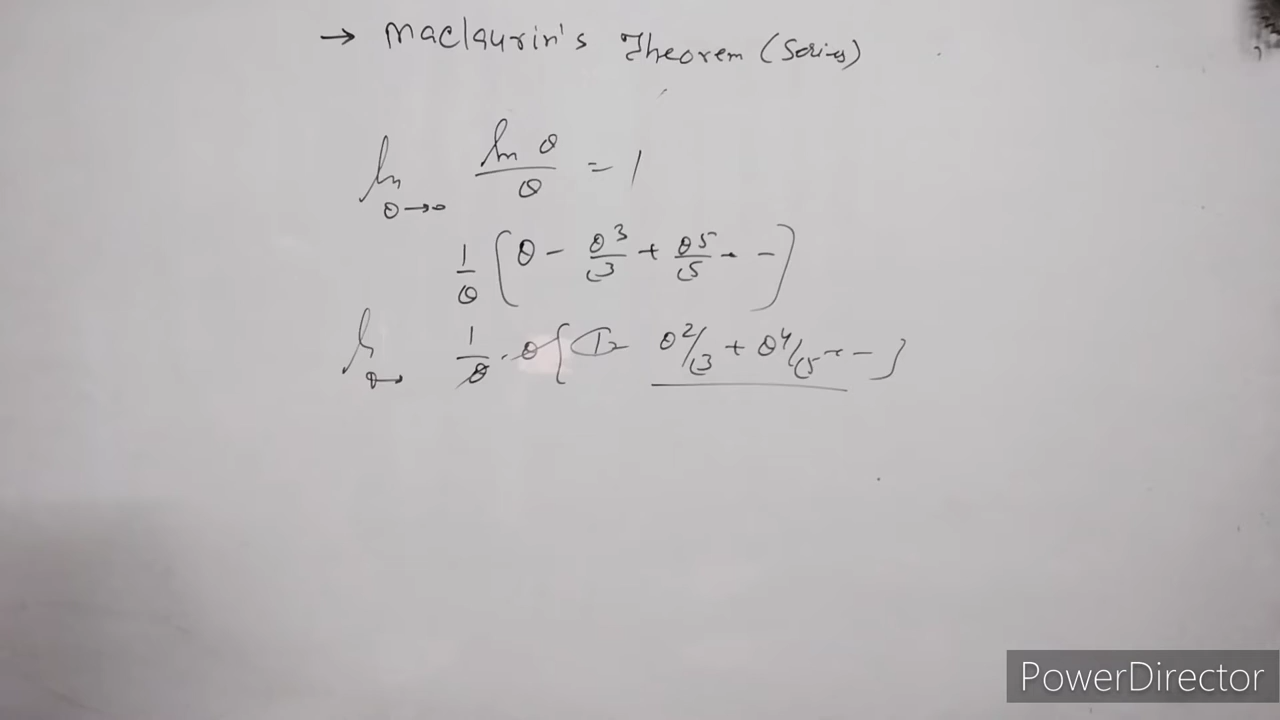 → Maclaurin's Theorem (Series)
lim θ→0 sin θ / θ = 1
1/θ [θ - θ³/⌊3 + θ⁵/⌊5 - -]
lim θ→ 1/θ · θ {1 - θ²/⌊3 + θ⁴/⌊5 - -}
PowerDirector